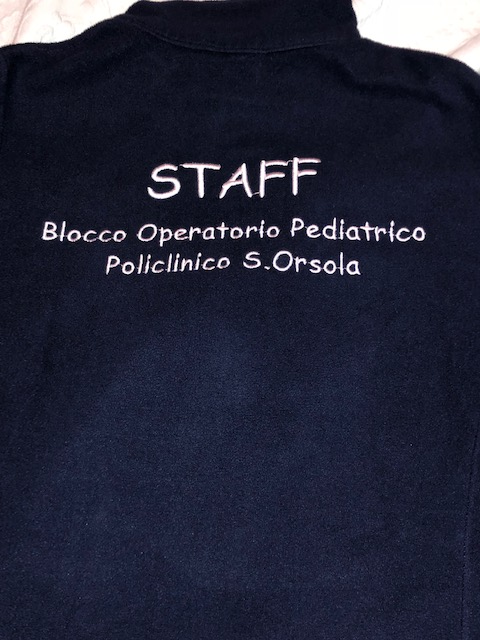 STAFF
Blocco Operatorio Pediatrico
Policlinico S.Orsola